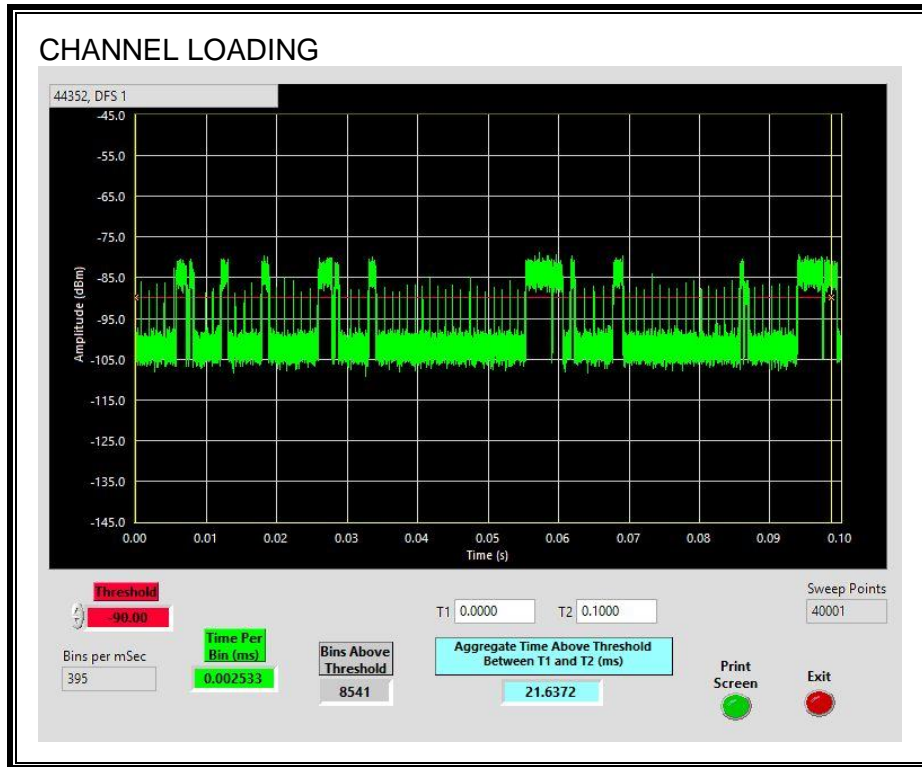 CHANNEL LOADING
44352, DFS 1
-45.0
-55.0
-65.0
-75.0
-85.0
-95.0
-105.0
-115.0
-125.0
-135.0
-145.0
Amplitude (dBm)
0.00 0.01 0.02 0.03 0.04 0.05 0.06 0.07 0.08 0.09 0.10
Time (s)
Threshold
-90.00
T1 0.0000 T2 0.1000
Sweep Points
40001
Bins per mSec
395
Time Per
Bin (ms)
0.002533
Bins Above
Threshold
8541
Aggregate Time Above Threshold
Between T1 and T2 (ms)
21.6372
Print
Screen
Exit